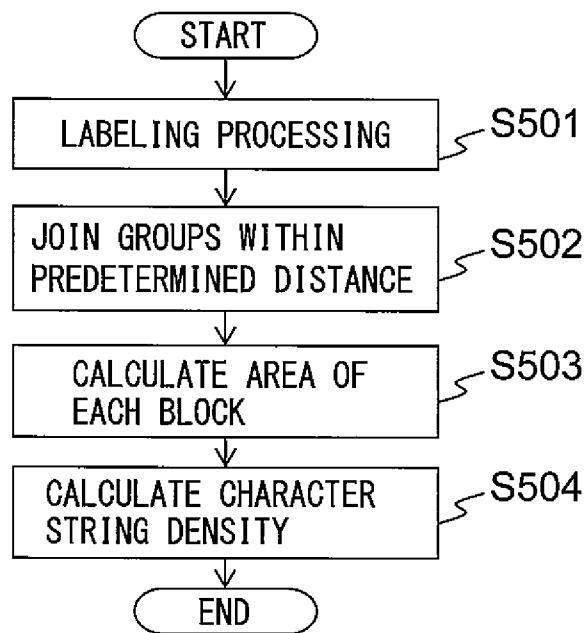 START
LABELING PROCESSING
S501
JOIN GROUPS WITHIN
PREDETERMINED DISTANCE
S502
CALCULATE AREA OF
EACH BLOCK
S503
CALCULATE CHARACTER
STRING DENSITY
S504
END